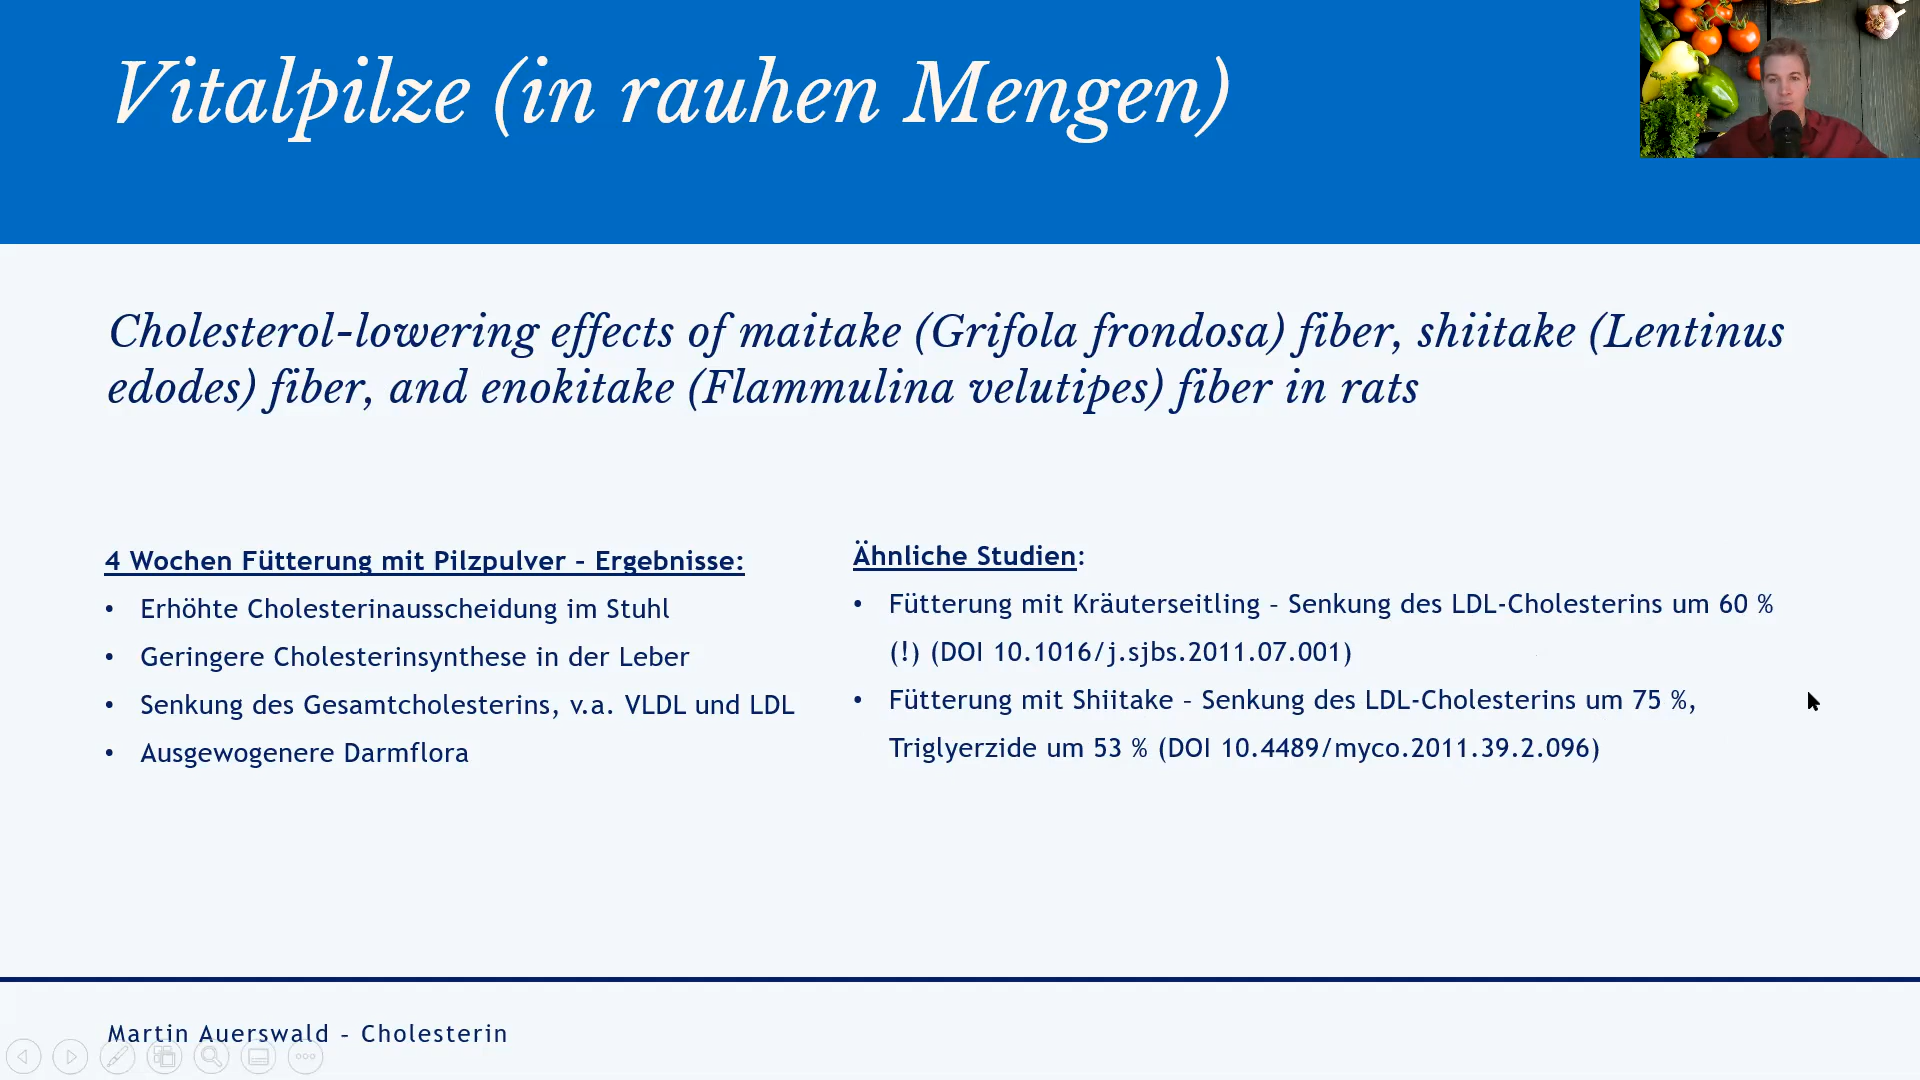 Vitalpilze (in rauhen Mengen)
Cholesterol-lowering effects of maitake (Grifola frondosa) fiber, shiitake (Lentinus
edodes) fiber, and enokitake (Flammulina velutipes) fiber in rats
4 Wochen Fütterung mit Pilzpulver – Ergebnisse:
• Erhöhte Cholesterinausscheidung im Stuhl
• Geringere Cholesterinsynthese in der Leber
• Senkung des Gesamtcholesterins, v.a. VLDL und LDL
• Ausgewogenere Darmflora
Ähnliche Studien:
• Fütterung mit Kräuterseitling – Senkung des LDL-Cholesterins um 60 %
(!) (DOI 10.1016/j.sjbs.2011.07.001)
• Fütterung mit Shiitake – Senkung des LDL-Cholesterins um 75 %,
Triglyerzide um 53 % (DOI 10.4489/myco.2011.39.2.096)
Martin Auerswald – Cholesterin